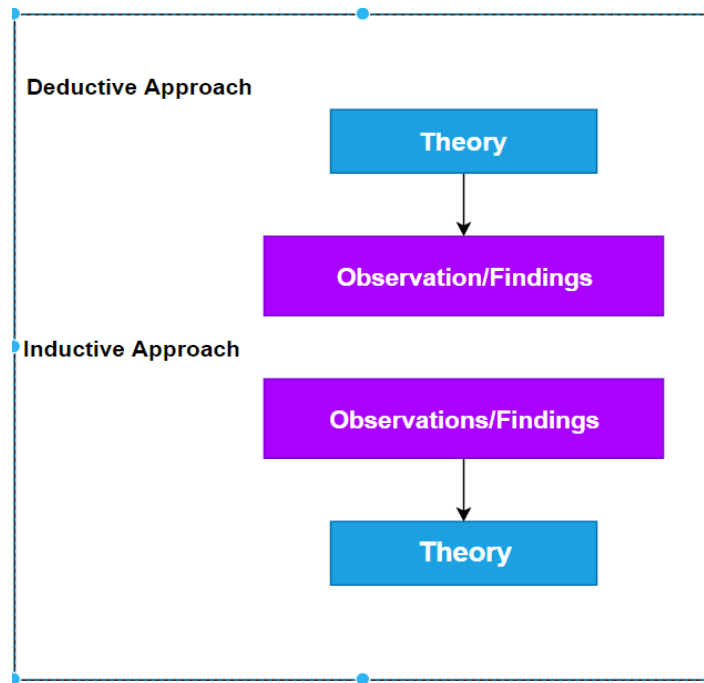 Deductive Approach
Theory
Observation/Findings
Inductive Approach
Observations/Findings
Theory